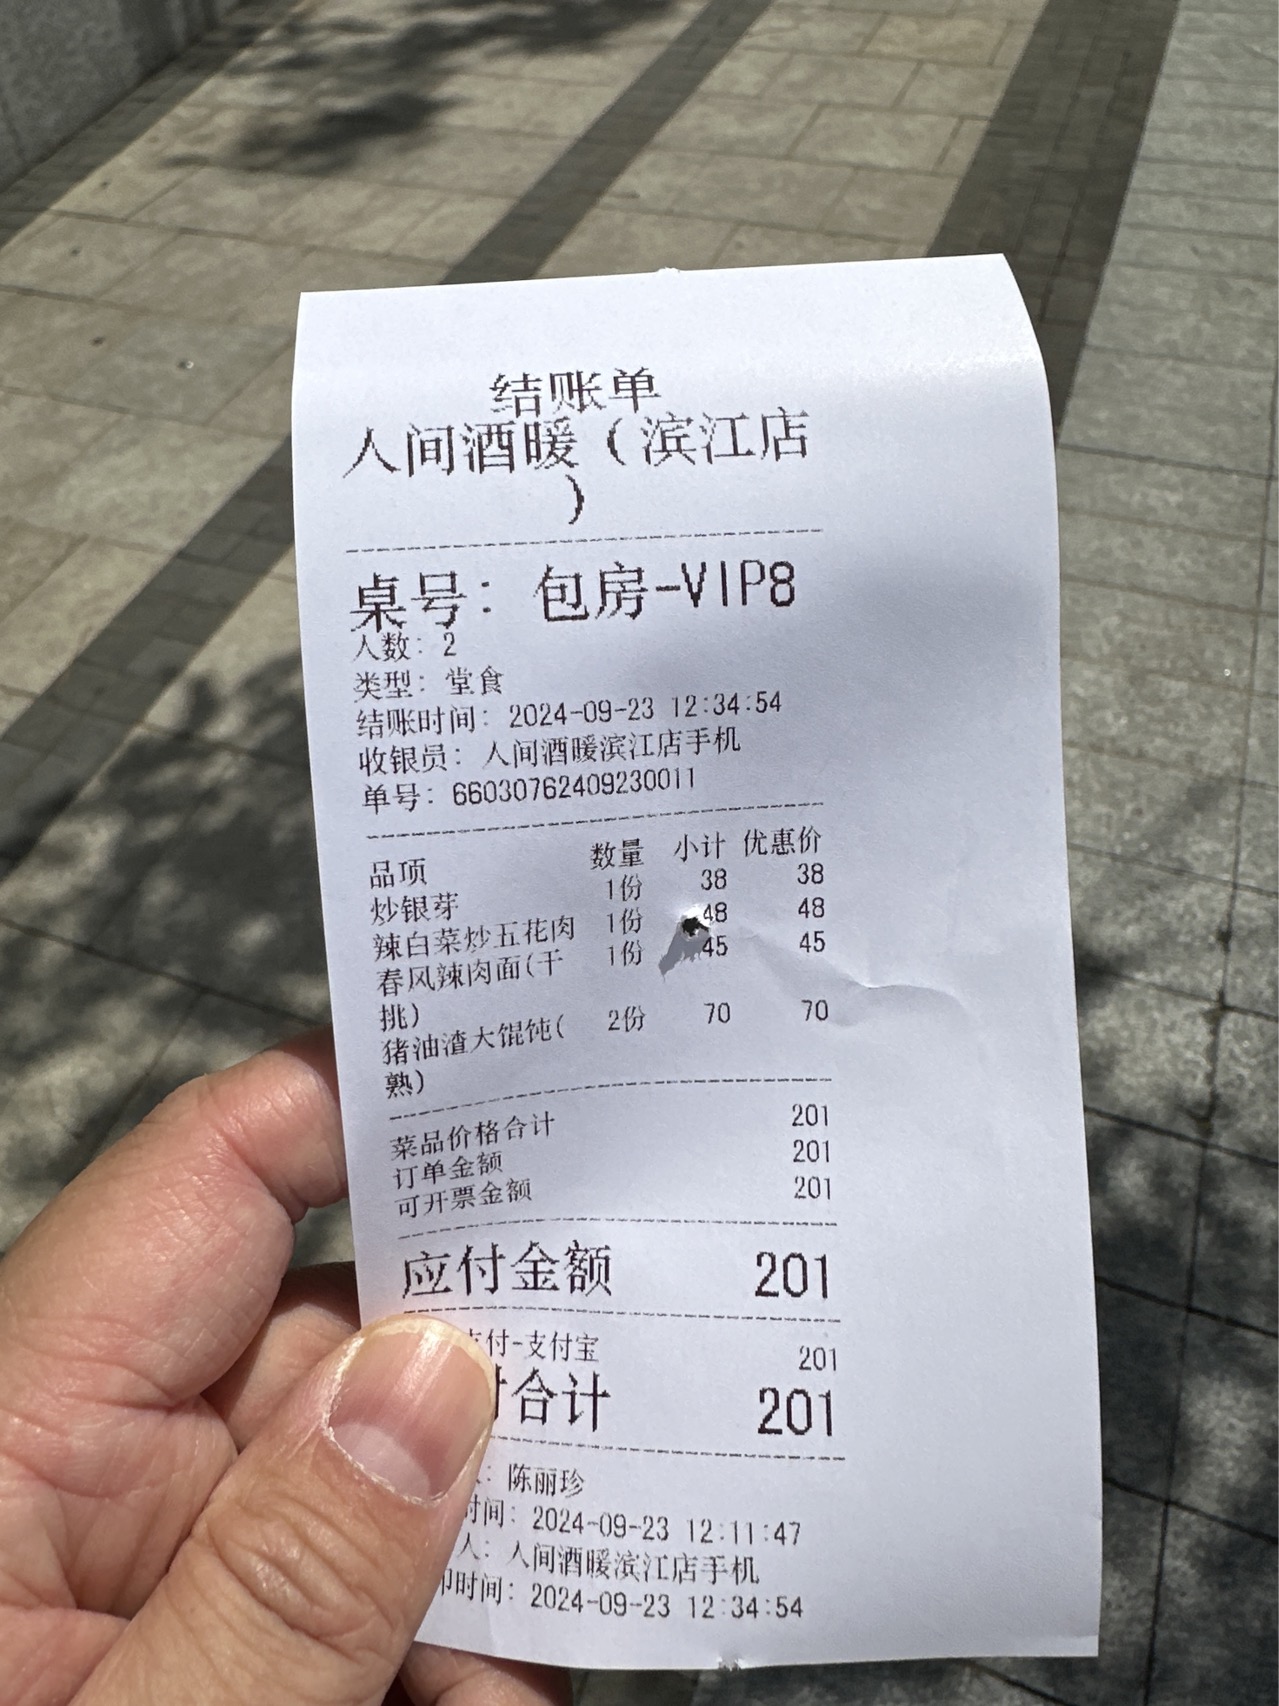 结账单
人间酒暖（滨江店
）
桌号：包房-VIP8
人数：2
类型：堂食
结账时间：2024-09-23 12:34:54
收银员：人间酒暖滨江店手机
单号：66030762409230011
品项 数量 小计 优惠价
炒银芽 1份 38 38
辣白菜炒五花肉 1份 48 48
春风辣肉面(干 1份 45 45
挑)
猪油渣大馄饨( 2份 70 70
熟)
菜品价格合计 201
订单金额 201
可开票金额 201
应付金额 201
付-支付宝 201
合计 201
：陈丽珍
时间：2024-09-23 12:11:47
人：人间酒暖滨江店手机
印时间：2024-09-23 12:34:54